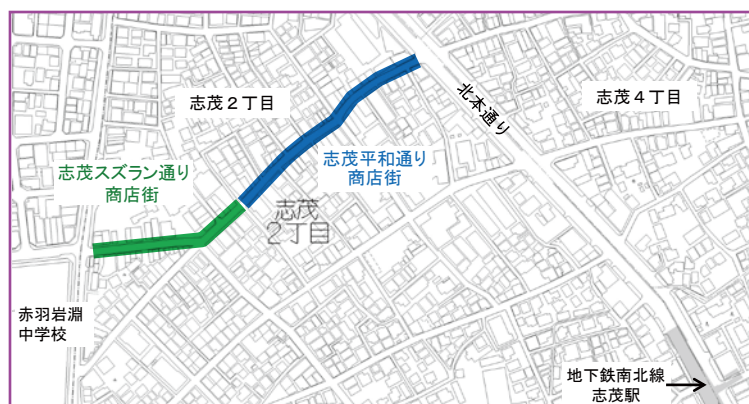 志茂２丁目
志茂４丁目
北本通り
志茂平和通り
商店街
志茂スズラン通り
商店街
志茂
２丁目
赤羽岩淵
中学校
地下鉄南北線
志茂駅